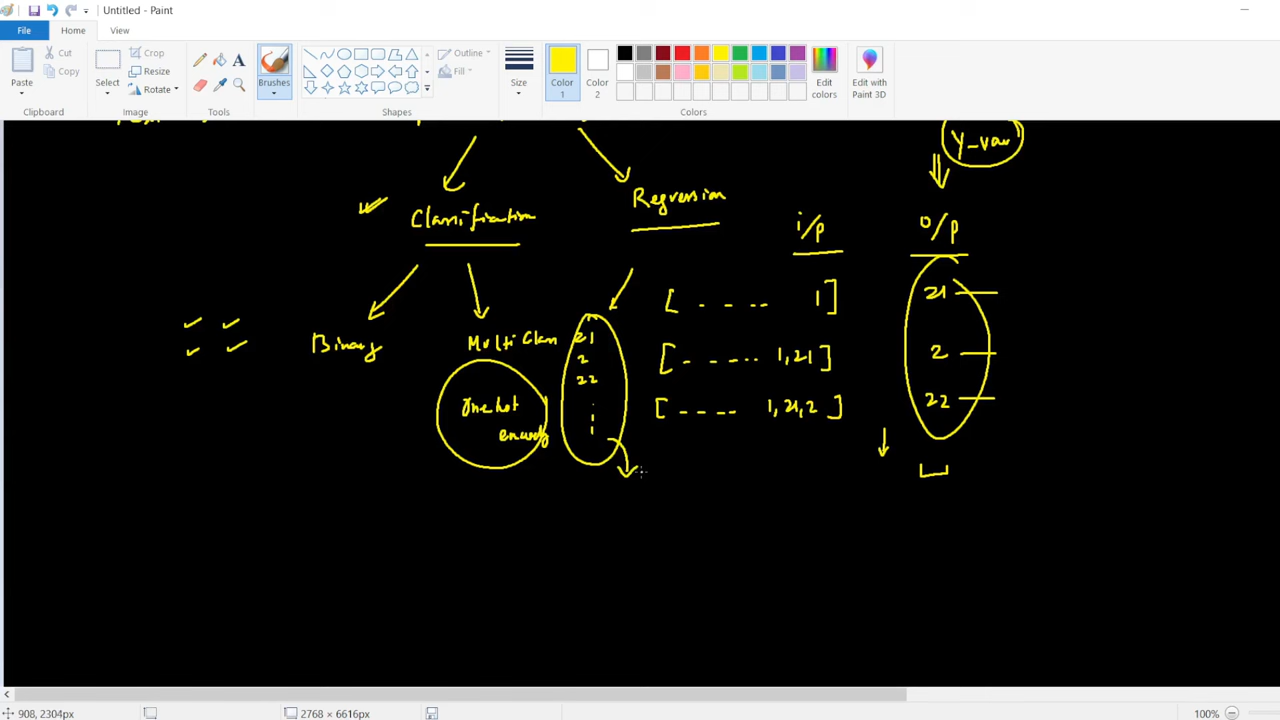 Untitled - Paint
File Home View
Paste
Cut
Copy
Clipboard
Select
Crop
Resize
Rotate
Image
A
Tools
Brushes
Shapes
Outline
Fill
Size
Color 1
Color 2
Colors
Edit colors
Edit with Paint 3D
Y_var
Classification
Regression
i/p
o/p
Binary
Multi Clan
One hot
21
2
22
[ - - - - 1]
[ - - - - - 1,21]
[ - - - - 1,21,2]
21
2
22
908, 2304px
2768 × 6616px
100%